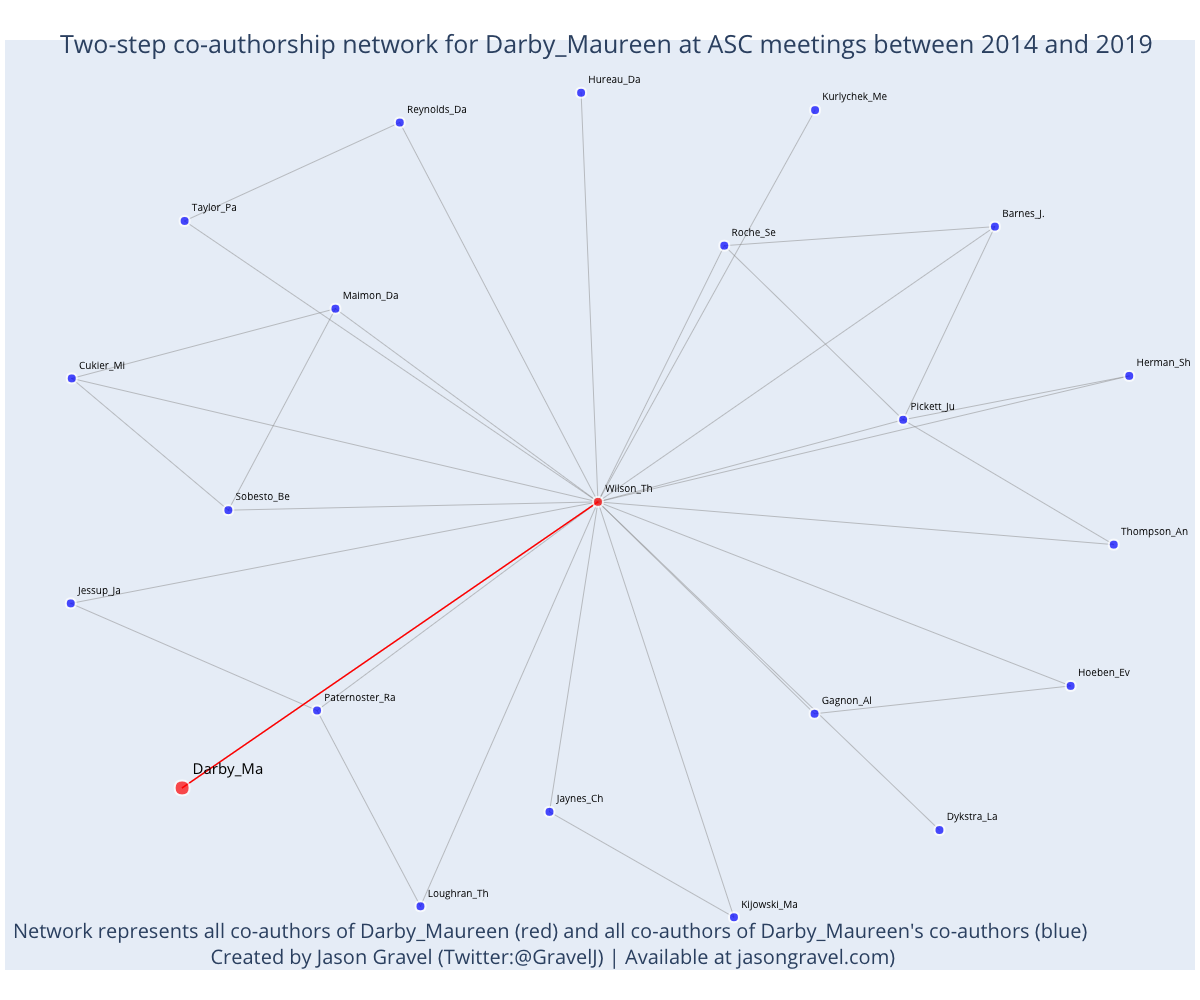 Two-step co-authorship network for Darby_Maureen at ASC meetings between 2014 and 2019
Hureau_Da
Kurlychek_Me
Reynolds_Da
Taylor_Pa
Barnes_J.
Roche_Se
Maimon_Da
Cukier_Mi
Herman_Sh
Pickett_Ju
Wilson_Th
Sobesto_Be
Thompson_An
Jessup_Ja
Hoeben_Ev
Paternoster_Ra
Gagnon_Al
Darby_Ma
Jaynes_Ch
Dykstra_La
Loughran_Th
Kijowski_Ma
Network represents all co-authors of Darby_Maureen (red) and all co-authors of Darby_Maureen's co-authors (blue)
Created by Jason Gravel (Twitter:@GravelJ) | Available at jasongravel.com)